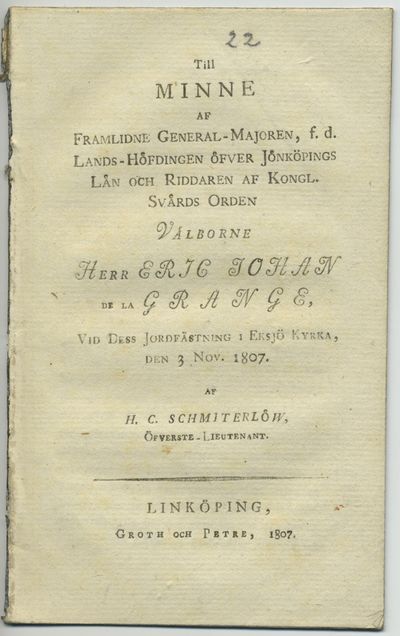 22
Till
MINNE
AF
FRAMLIDNE GENERAL-MAJOREN, f. d.
LANDS-HÖFDINGEN ÖFVER JÖNKÖPINGS
LÄN OCH RIDDAREN AF KONGL.
SVÄRDS ORDEN
VÄLBORNE
HERR ERIC JOHAN
DE LA GRANGE,
VID DESS JORDFÄSTNING I EKSJÖ KYRKA,
DEN 3 NOV. 1807.
AF
H. C. SCHMITERLÖW,
ÖFVERSTE-LIEUTENANT.
LINKÖPING,
GROTH OCH PETRE, 1807.